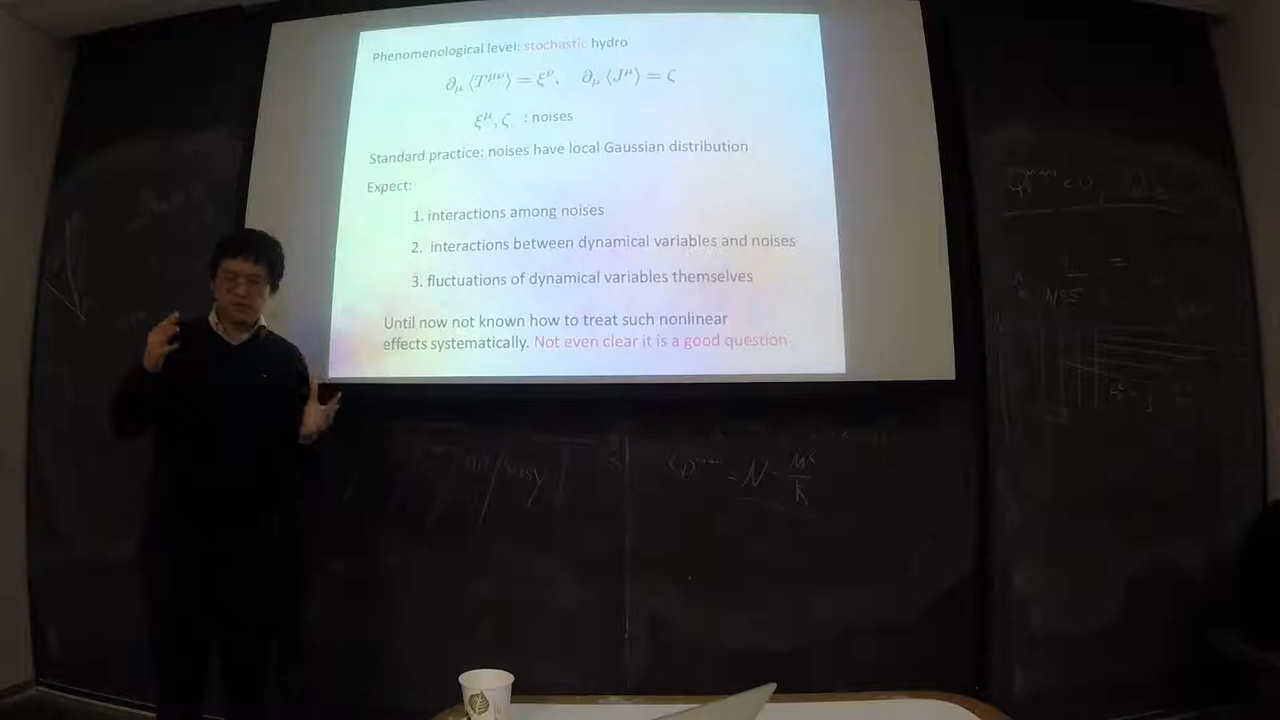 Phenomenological level: stochastic hydro
∂_μ ⟨T^{μν}⟩ = ξ^ν, ∂_μ ⟨J^μ⟩ = ζ
ξ^μ, ζ : noises
Standard practice: noises have local Gaussian distribution
Expect:
1. interactions among noises
2. interactions between dynamical variables and noises
3. fluctuations of dynamical variables themselves
Until now not known how to treat such nonlinear
effects systematically. Not even clear it is a good question